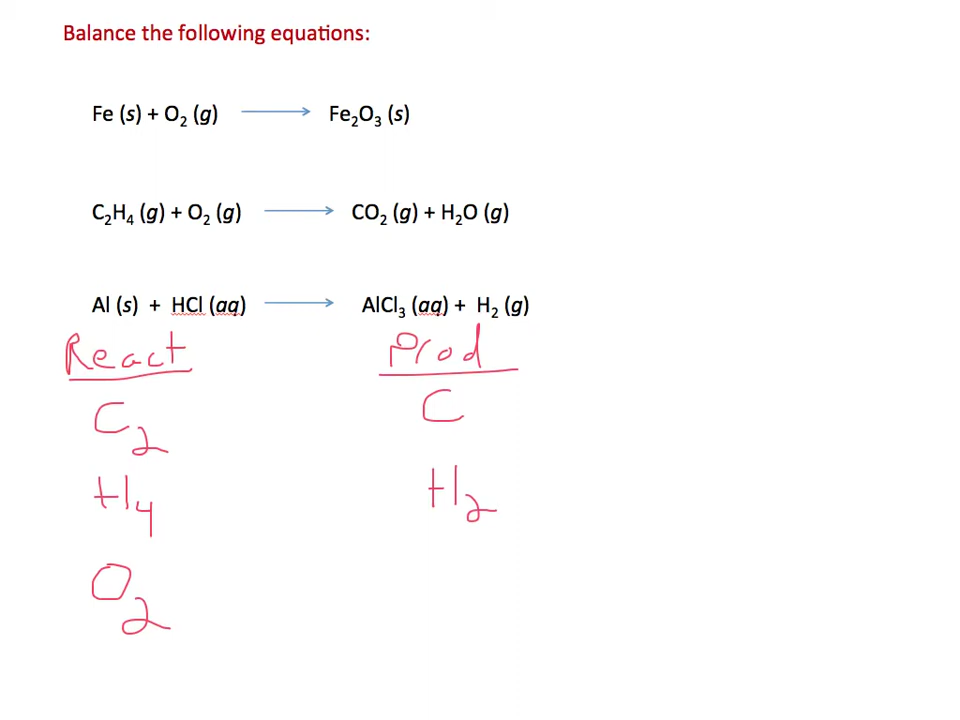 Balance the following equations:
Fe (s) + O₂ (g) ⟶ Fe₂O₃ (s)
C₂H₄ (g) + O₂ (g) ⟶ CO₂ (g) + H₂O (g)
Al (s) + HCl (aq) ⟶ AlCl₃ (aq) + H₂ (g)
React Prod
C₂ C
H₄ H₂
O₂